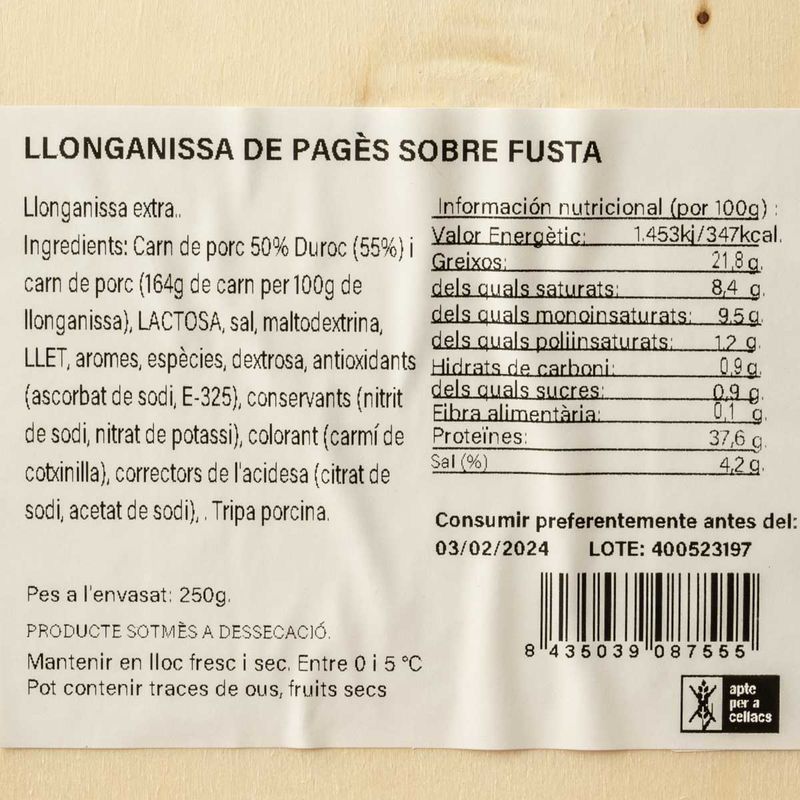 LLONGANISSA DE PAGÈS SOBRE FUSTA
Llonganissa extra..
Ingredients: Carn de porc 50% Duroc (55%) i
carn de porc (164g de carn per 100g de
llonganissa), LACTOSA, sal, maltodextrina,
LLET, aromes, espècies, dextrosa, antioxidants
(ascorbat de sodi, E-325), conservants (nitrit
de sodi, nitrat de potassi), colorant (carmí de
cotxinilla), correctors de l'acidesa (citrat de
sodi, acetat de sodi), . Tripa porcina.
Pes a l'envasat: 250g.
PRODUCTE SOTMÈS A DESSECACIÓ.
Mantenir en lloc fresc i sec. Entre 0 i 5 °C
Pot contenir traces de ous, fruits secs
Información nutricional (por 100g) :
Valor Energètic: 1.453kj/347kcal.
Greixos: 21,8 g.
dels quals saturats: 8,4 g.
dels quals monoinsaturats: 9,5 g.
dels quals poliinsaturats: 1,2 g.
Hidrats de carboni: 0,9 g.
dels quals sucres: 0,9 g.
Fibra alimentària: 0,1 g.
Proteïnes: 37,6 g.
Sal (%) 4,2 g.
Consumir preferentemente antes del:
03/02/2024 LOTE: 400523197
8 435039 087555
apte
per a
celíacs